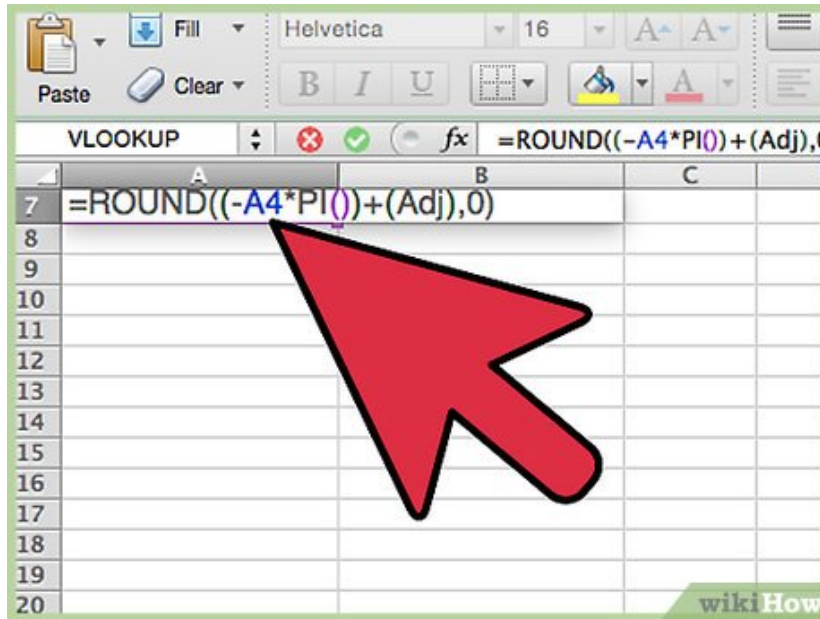 Fill Helvetica 16 A A
Paste Clear B I U A
VLOOKUP fx =ROUND((-A4*PI())+(Adj),0
A B C
7 =ROUND((-A4*PI())+(Adj),0)
8
9
10
11
12
13
14
15
16
17
18
19
20
wikiHow